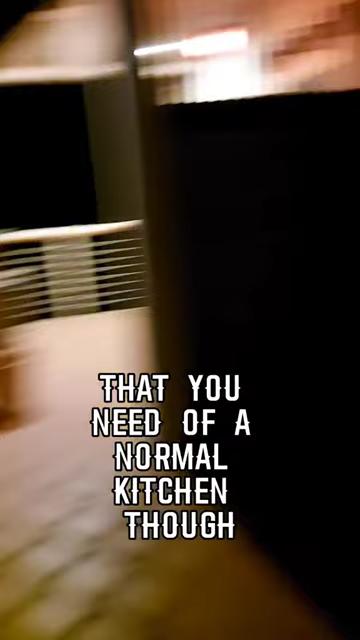 THAT YOU
NEED OF A
NORMAL
KITCHEN
THOUGH